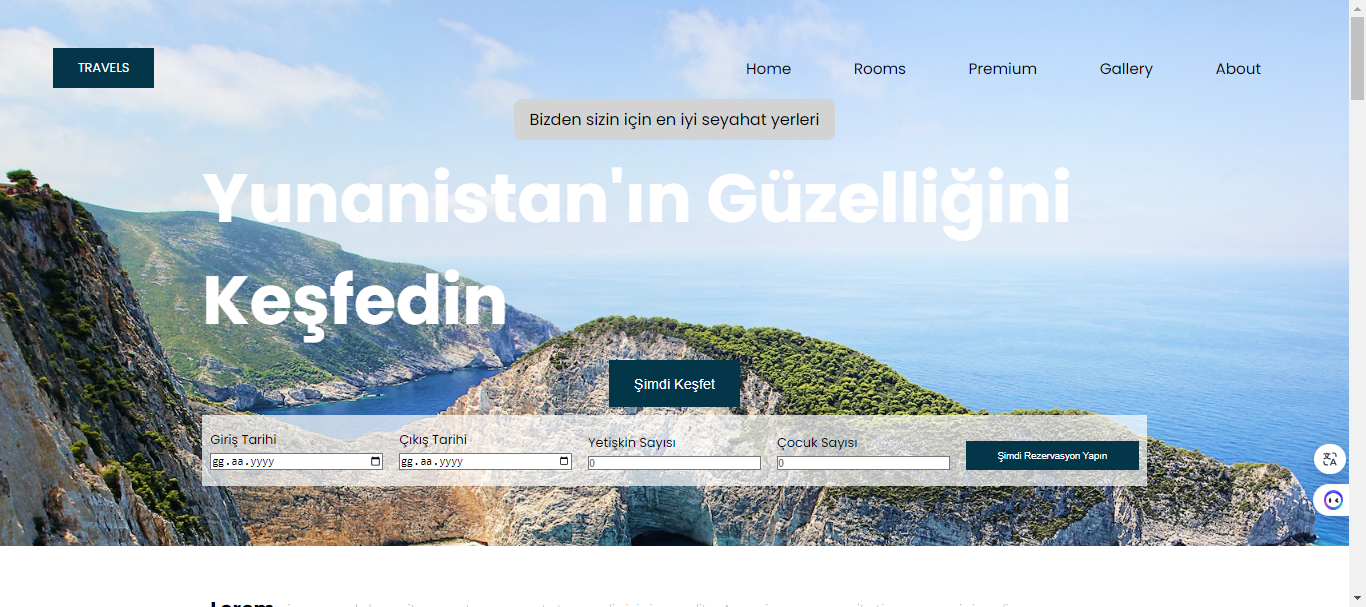 TRAVELS
Home Rooms Premium Gallery About
Bizden sizin için en iyi seyahat yerleri
Yunanistan'ın Güzelliğini
Keşfedin
Şimdi Keşfet
Giriş Tarihi Çıkış Tarihi Yetişkin Sayısı Çocuk Sayısı
gg.aa.yyyy gg.aa.yyyy 0 0 Şimdi Rezervasyon Yapın
Lorem